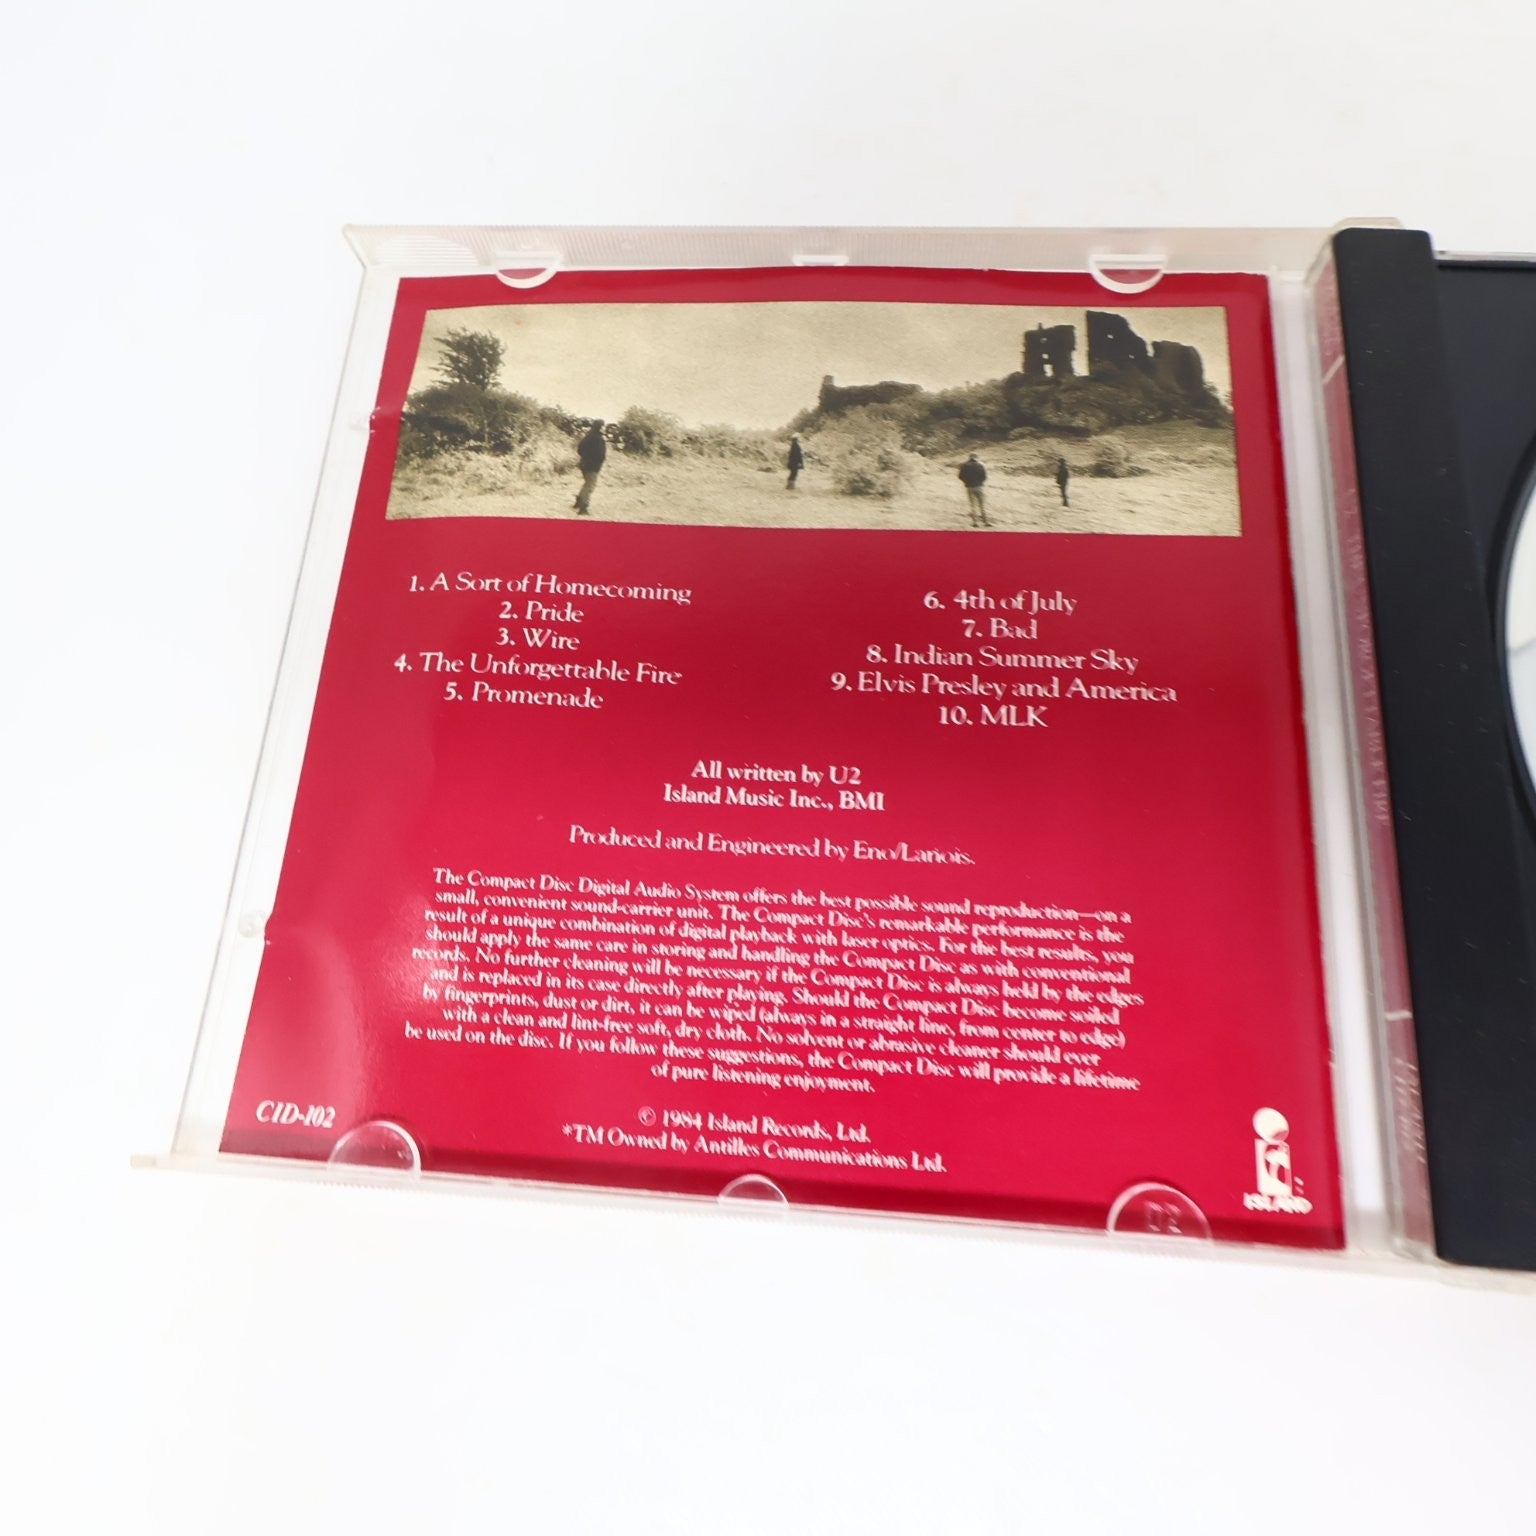 1. A Sort of Homecoming
2. Pride
3. Wire
4. The Unforgettable Fire
5. Promenade
6. 4th of July
7. Bad
8. Indian Summer Sky
9. Elvis Presley and America
10. MLK
All written by U2
Island Music Inc., BMI
Produced and Engineered by Eno/Lanois.
The Compact Disc Digital Audio System offers the best possible sound reproduction—on a
small, convenient sound-carrier unit. The Compact Disc's remarkable performance is the
result of a unique combination of digital playback with laser optics. For the best results, you
should apply the same care in storing and handling the Compact Disc as with conventional
records. No further cleaning will be necessary if the Compact Disc is always held by the edges
and is replaced in its case directly after playing. Should the Compact Disc become soiled
by fingerprints, dust or dirt, it can be wiped (always in a straight line, from center to edge)
with a clean and lint-free soft, dry cloth. No solvent or abrasive cleaner should ever
be used on the disc. If you follow these suggestions, the Compact Disc will provide a lifetime
of pure listening enjoyment.
© 1984 Island Records, Ltd.
*TM Owned by Antilles Communications Ltd.
CID-102
ISLAND